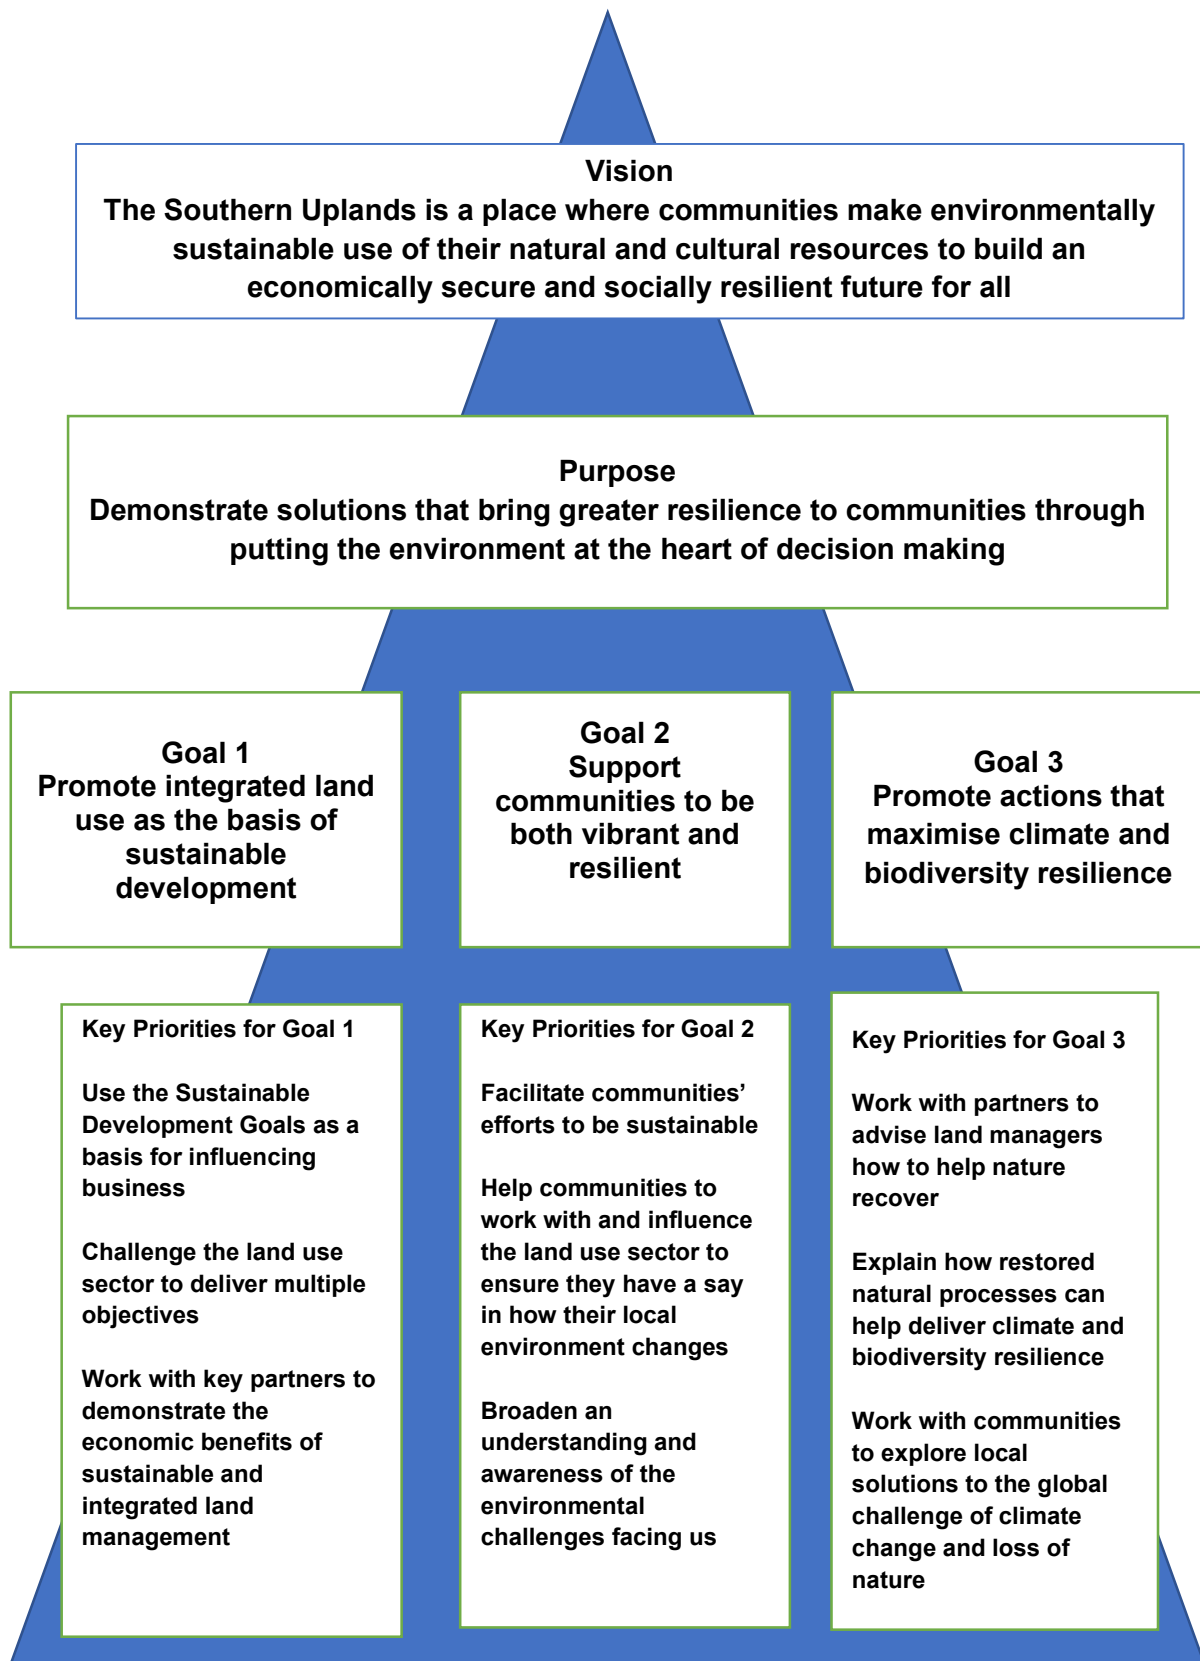 Vision
The Southern Uplands is a place where communities make environmentally
sustainable use of their natural and cultural resources to build an
economically secure and socially resilient future for all
Purpose
Demonstrate solutions that bring greater resilience to communities through
putting the environment at the heart of decision making
Goal 1
Promote integrated land
use as the basis of
sustainable
development
Goal 2
Support
communities to be
both vibrant and
resilient
Goal 3
Promote actions that
maximise climate and
biodiversity resilience
Key Priorities for Goal 1
Use the Sustainable
Development Goals as a
basis for influencing
business
Challenge the land use
sector to deliver multiple
objectives
Work with key partners to
demonstrate the
economic benefits of
sustainable and
integrated land
management
Key Priorities for Goal 2
Facilitate communities’
efforts to be sustainable
Help communities to
work with and influence
the land use sector to
ensure they have a say
in how their local
environment changes
Broaden an
understanding and
awareness of the
environmental
challenges facing us
Key Priorities for Goal 3
Work with partners to
advise land managers
how to help nature
recover
Explain how restored
natural processes can
help deliver climate and
biodiversity resilience
Work with communities
to explore local
solutions to the global
challenge of climate
change and loss of
nature